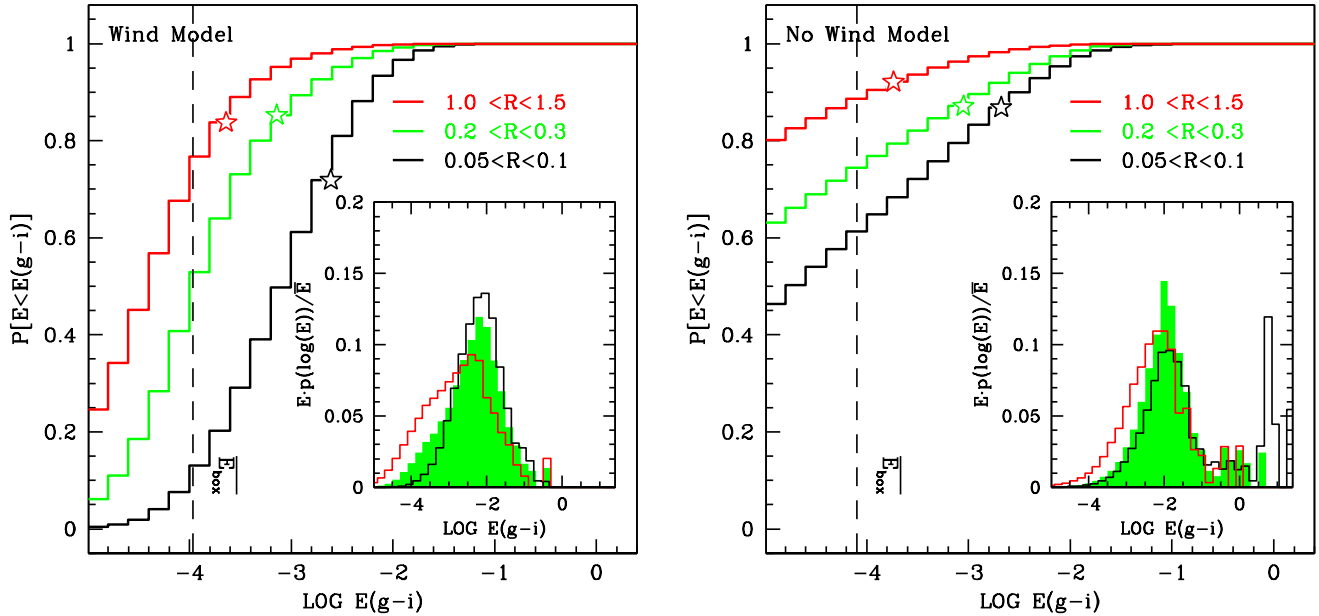 Wind Model
1.0 <R<1.5
0.2 <R<0.3
0.05<R<0.1
P[E<E(g-i)]
1
0.8
0.6
0.4
0.2
0
-4
-3
-2
-1
0
LOG E(g-i)
E_box
E·p(log(E))/E
0.2
0.15
0.1
0.05
0
-4
-2
0
LOG E(g-i)
No Wind Model
1.0 <R<1.5
0.2 <R<0.3
0.05<R<0.1
P[E<E(g-i)]
1
0.8
0.6
0.4
0.2
0
-4
-3
-2
-1
0
LOG E(g-i)
E_box
E·p(log(E))/E
0.2
0.15
0.1
0.05
0
-4
-2
0
LOG E(g-i)